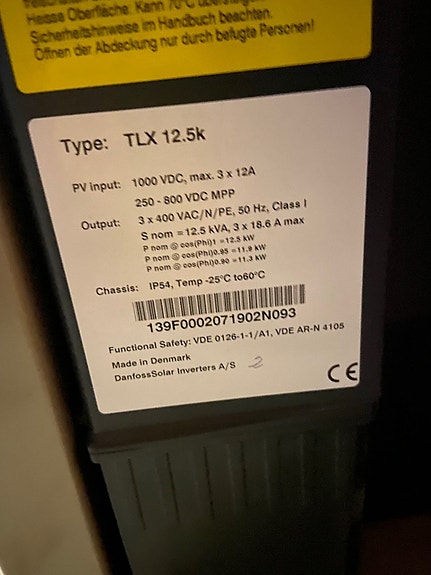 Heisse Oberfläche. Kann 70°C
Sicherheitshinweise im Handbuch beachten.
Öffnen der Abdeckung nur durch befugte Personen!
Type: TLX 12.5k
PV input: 1000 VDC, max. 3 x 12A
250 - 800 VDC MPP
Output: 3 x 400 VAC/N/PE, 50 Hz, Class I
S nom = 12.5 kVA, 3 x 18.6 A max
P nom @ cos(Phi)1 = 12.5 kW
P nom @ cos(Phi)0.95 = 11.9 kW
P nom @ cos(Phi)0.90 = 11.3 kW
Chassis: IP54, Temp -25°C to60°C
139F0002071902N093
Functional Safety: VDE 0126-1-1/A1, VDE AR-N 4105
Made in Denmark
DanfossSolar Inverters A/S 2
CE